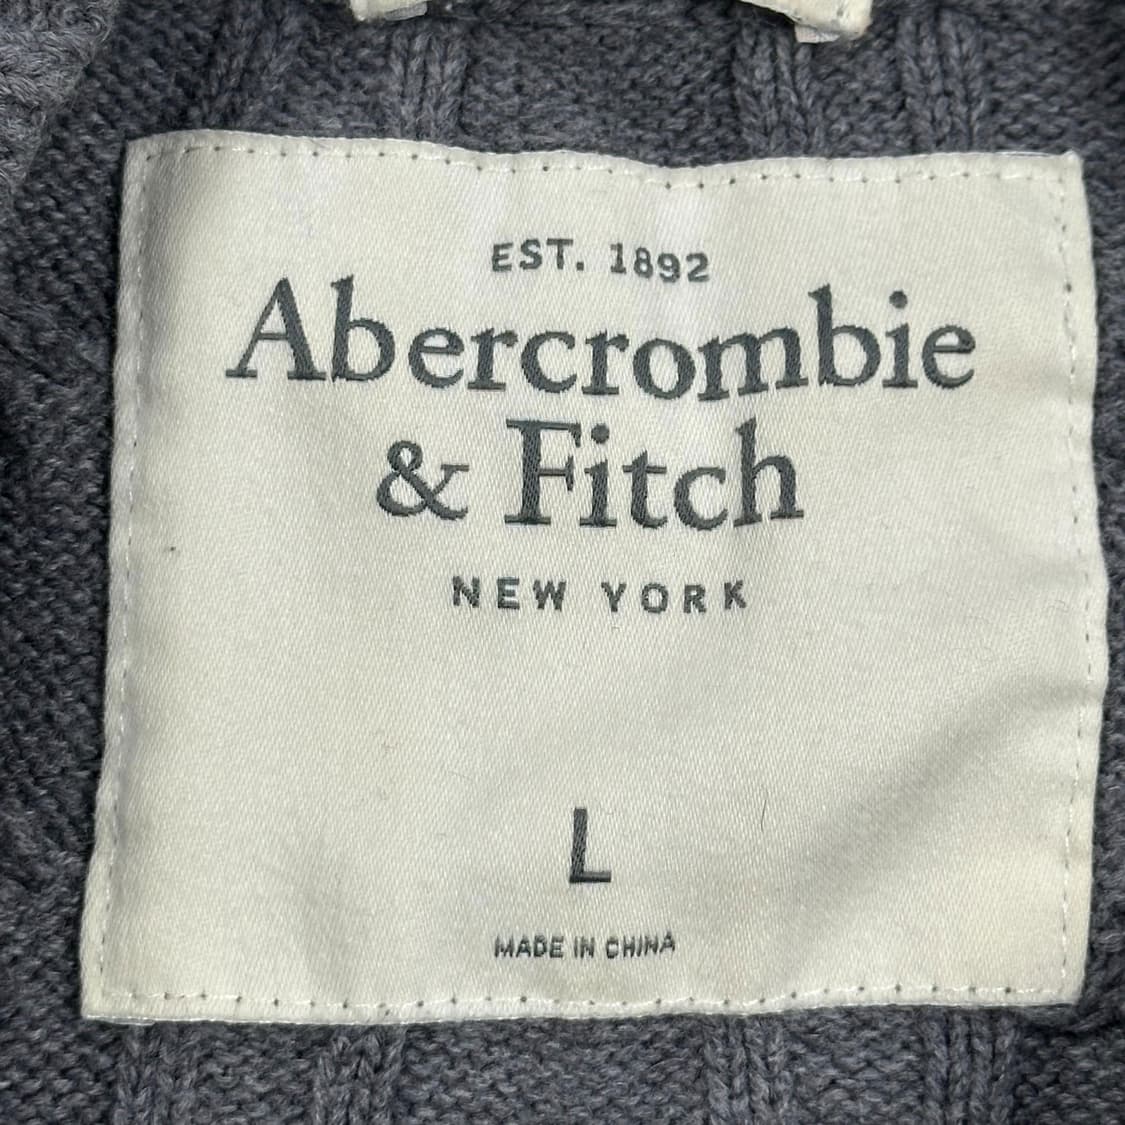 EST. 1892
Abercrombie
& Fitch
NEW YORK
L
MADE IN CHINA